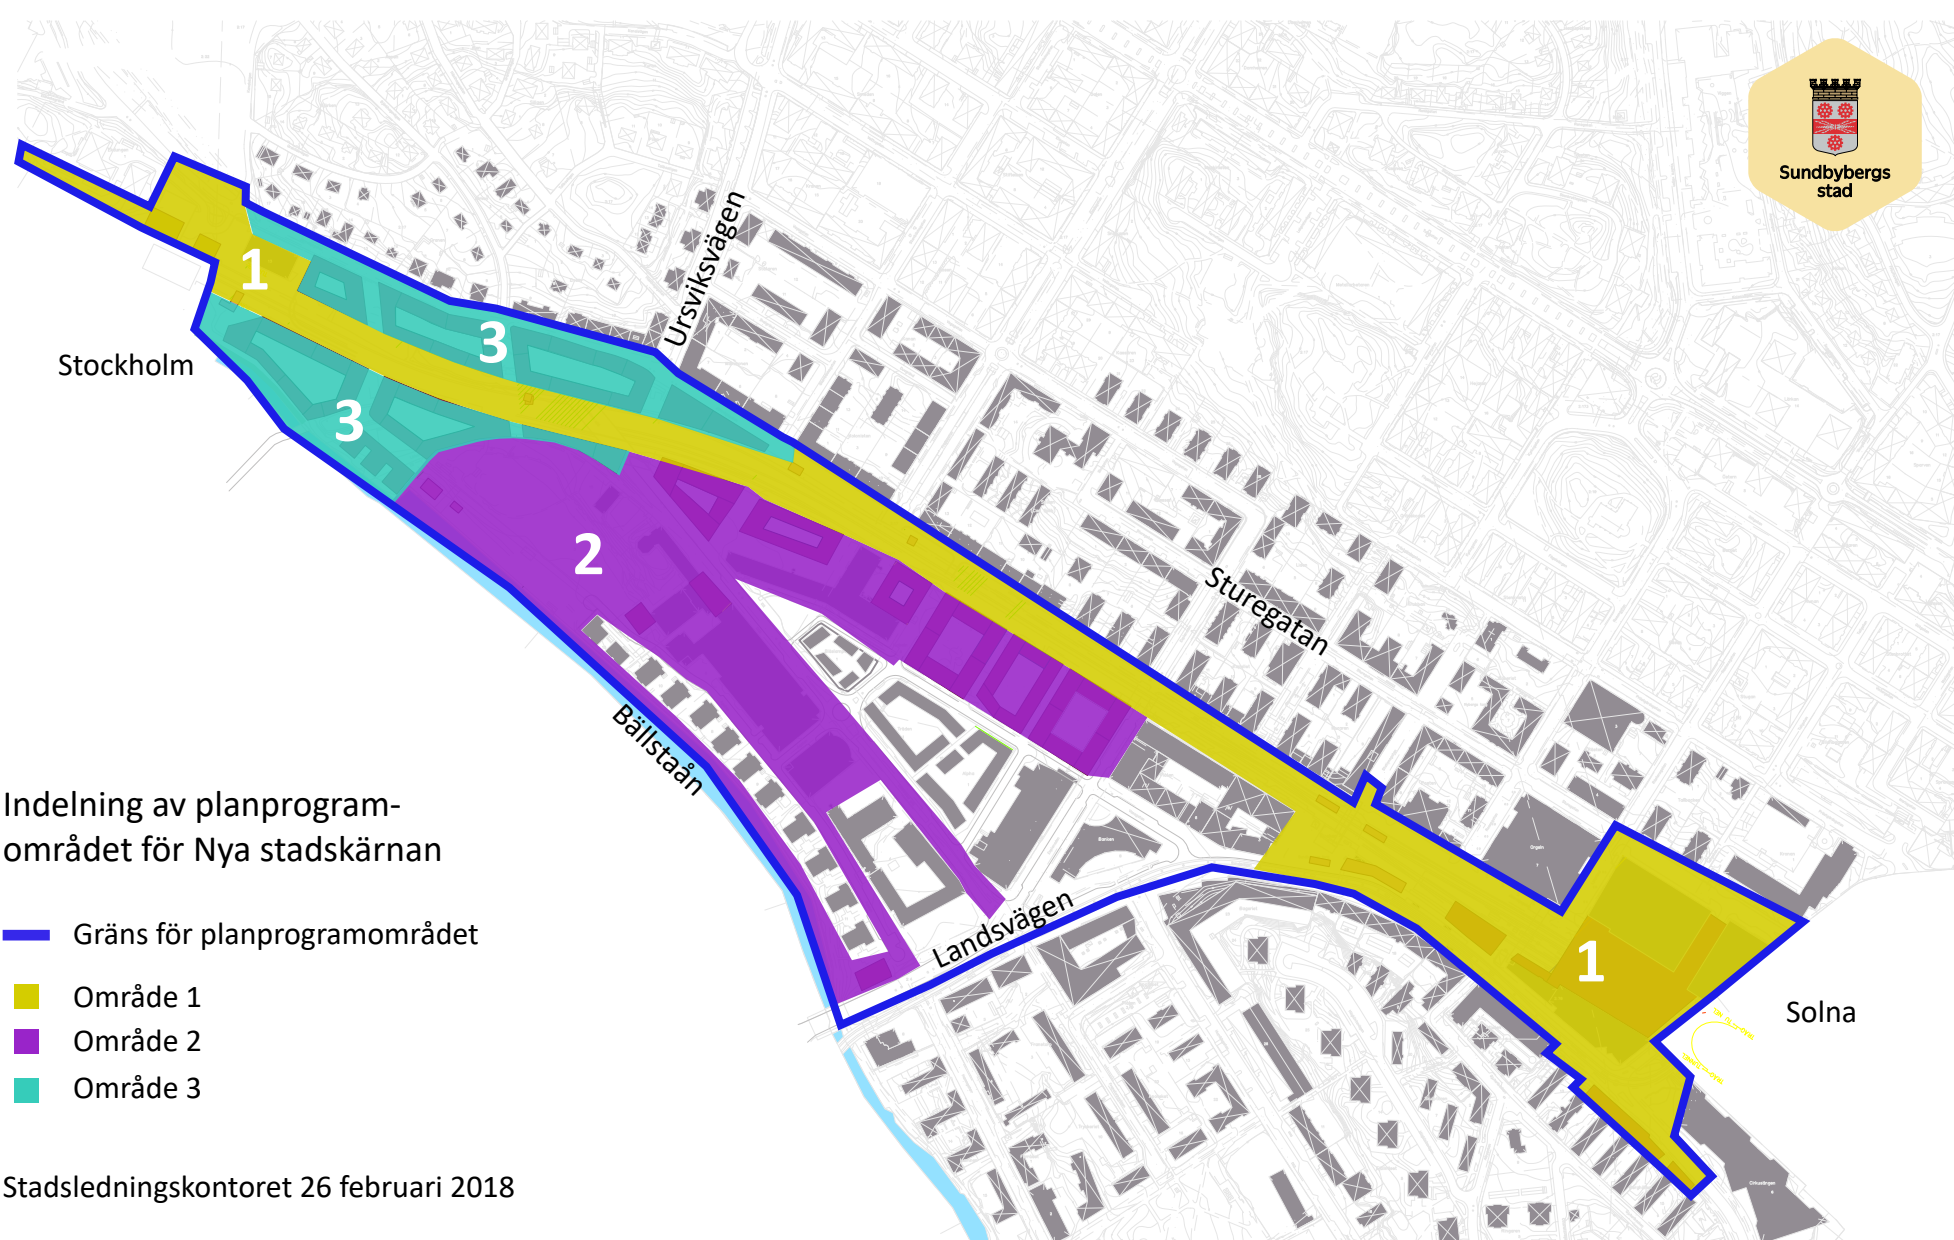 Sundbybergs
stad
Ursviksvägen
1
3
Stockholm
3
2
Sturegatan
Bällstaån
Landsvägen
1
Solna
Indelning av planprogram-
området för Nya stadskärnan
Gräns för planprogramområdet
Område 1
Område 2
Område 3
Stadsledningskontoret 26 februari 2018